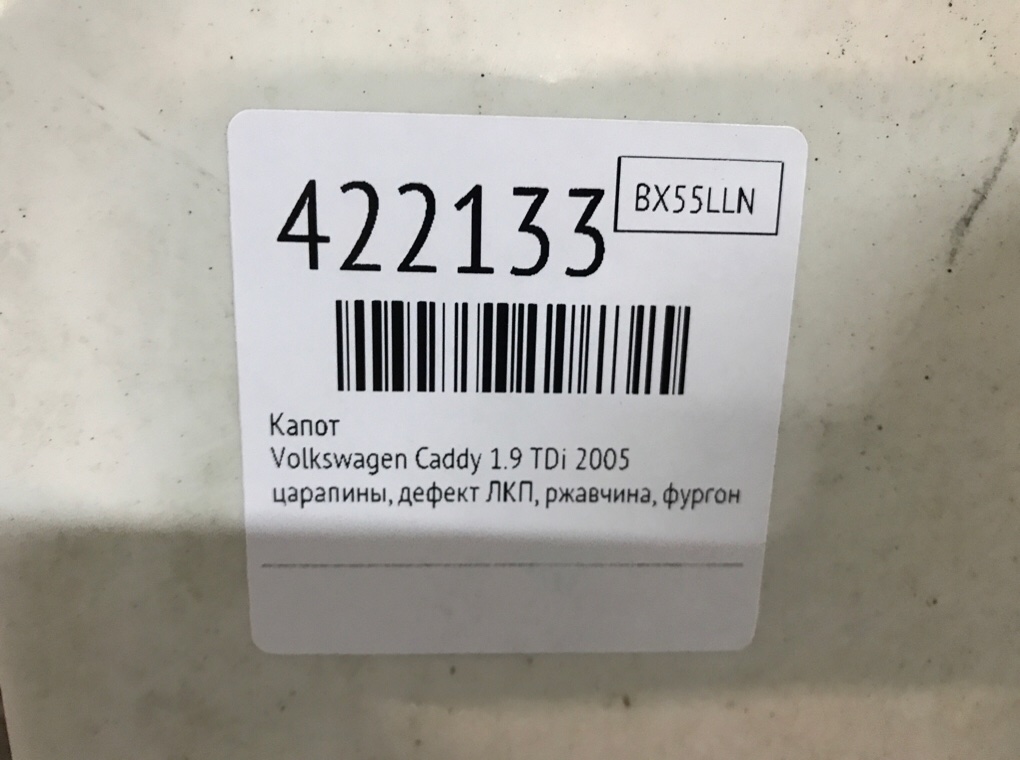 422133
BX55LLN
Капот
Volkswagen Caddy 1.9 TDi 2005
царапины, дефект ЛКП, ржавчина, фургон